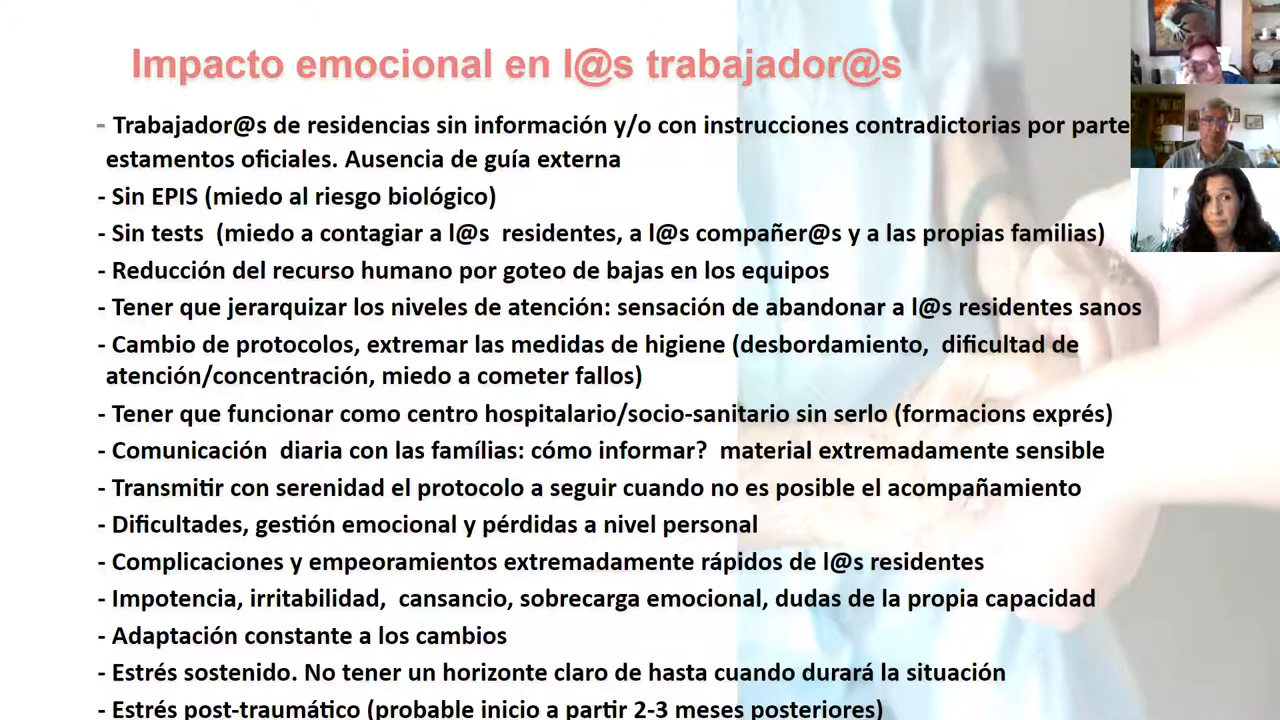 Impacto emocional en l@s trabajador@s
- Trabajador@s de residencias sin información y/o con instrucciones contradictorias por parte
estamentos oficiales. Ausencia de guía externa
- Sin EPIS (miedo al riesgo biológico)
- Sin tests (miedo a contagiar a l@s residentes, a l@s compañer@s y a las propias familias)
- Reducción del recurso humano por goteo de bajas en los equipos
- Tener que jerarquizar los niveles de atención: sensación de abandonar a l@s residentes sanos
- Cambio de protocolos, extremar las medidas de higiene (desbordamiento, dificultad de
atención/concentración, miedo a cometer fallos)
- Tener que funcionar como centro hospitalario/socio-sanitario sin serlo (formacions exprés)
- Comunicación diaria con las famílias: cómo informar? material extremadamente sensible
- Transmitir con serenidad el protocolo a seguir cuando no es posible el acompañamiento
- Dificultades, gestión emocional y pérdidas a nivel personal
- Complicaciones y empeoramientos extremadamente rápidos de l@s residentes
- Impotencia, irritabilidad, cansancio, sobrecarga emocional, dudas de la propia capacidad
- Adaptación constante a los cambios
- Estrés sostenido. No tener un horizonte claro de hasta cuando durará la situación
- Estrés post-traumático (probable inicio a partir 2-3 meses posteriores)